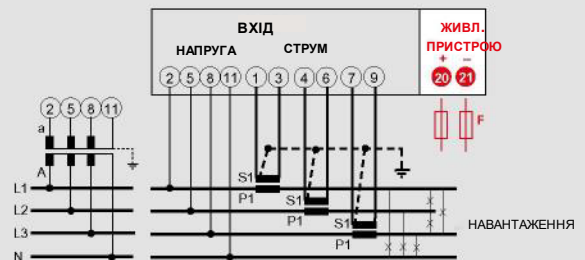 ВХІД
ЖИВЛ.
ПРИСТРОЮ
НАПРУГА СТРУМ
+ –
2 5 8 11 1 3 4 6 7 9 20 21
2 5 8 11
a
F
A
S1
L1
P1
S1
L2
P1
S1
НАВАНТАЖЕННЯ
L3
P1
N